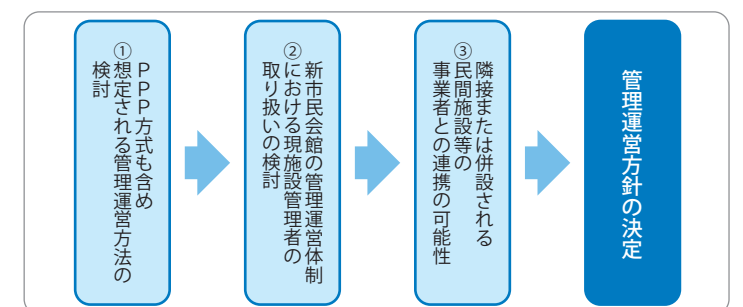 ①
ＰＰＰ方式も含め
想定される管理運営方法の
検討
②
新市民会館の管理運営体制
における現施設管理者の
取り扱いの検討
③
隣接または併設される
民間施設等の
事業者との連携の可能性
管理運営方針の決定